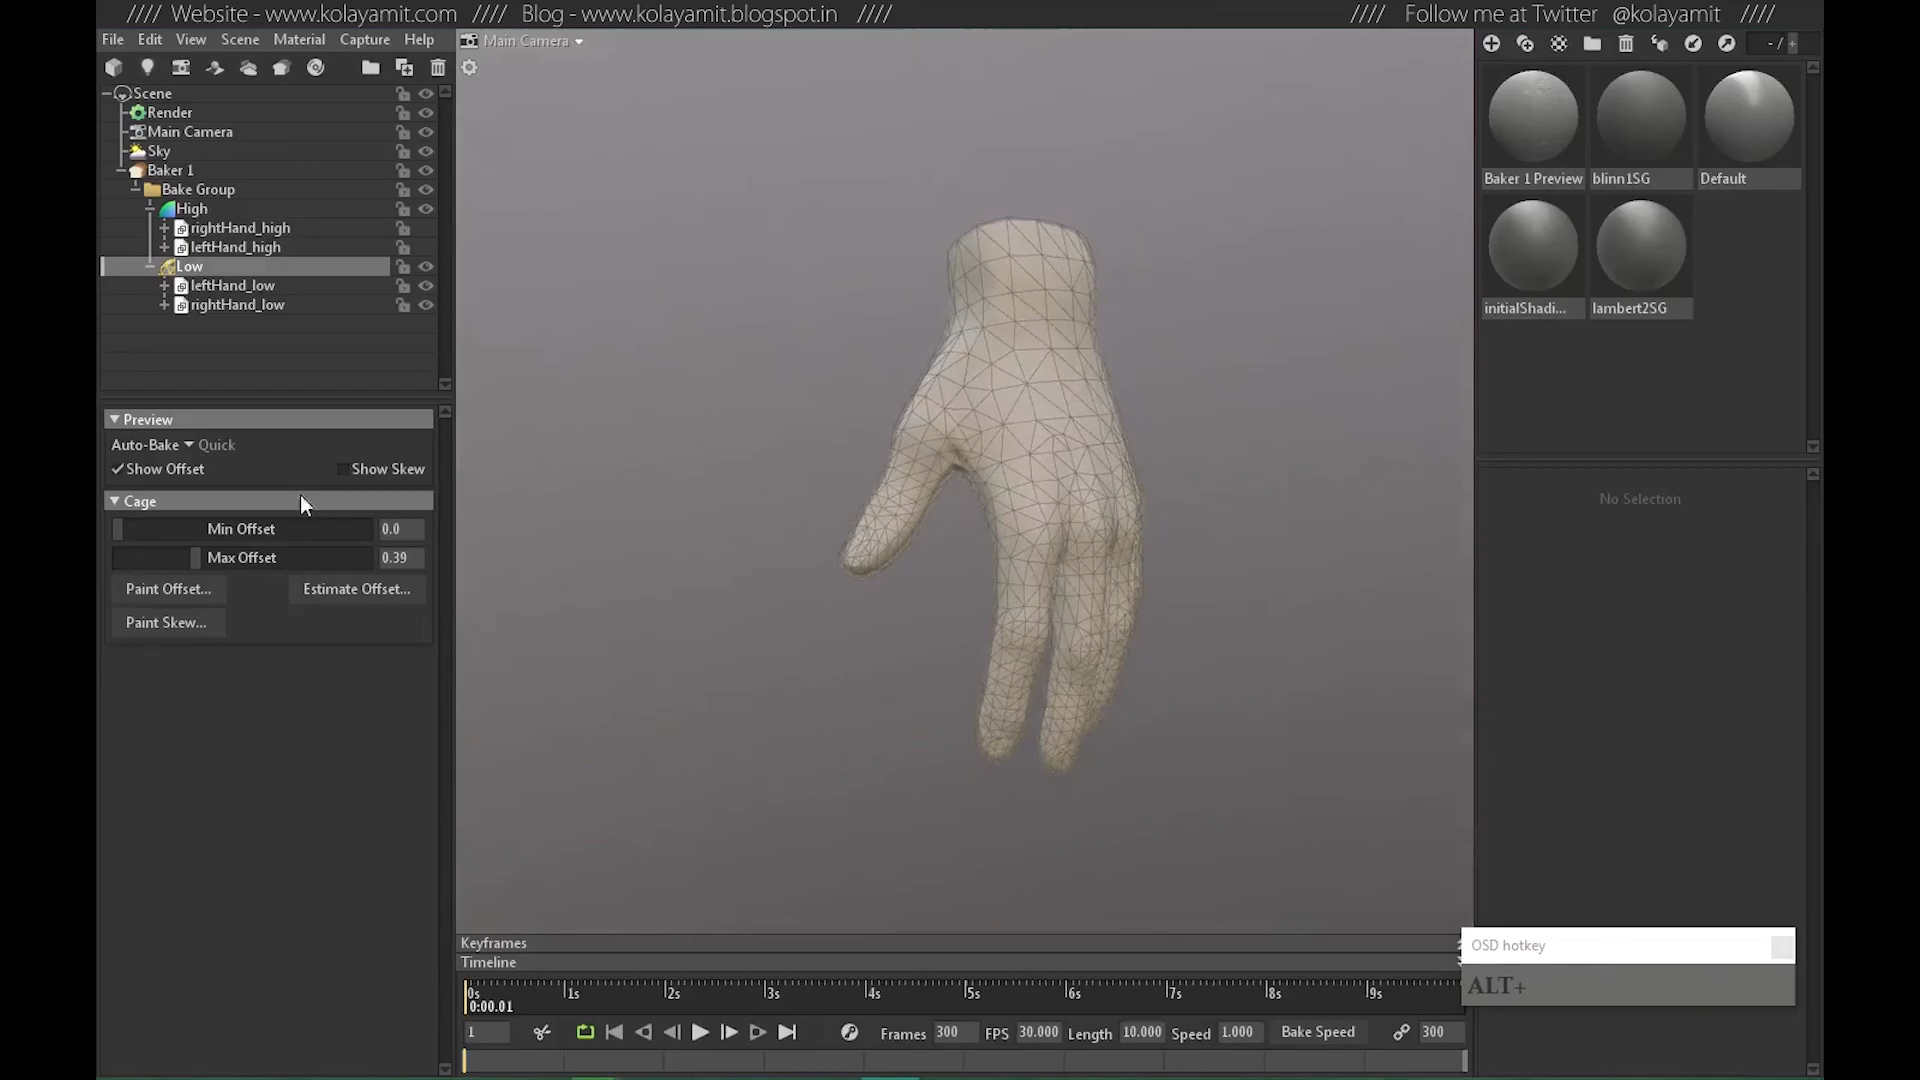 //// Website - www.kolayamit.com //// Blog - www.kolayamit.blogspot.in ////
//// Follow me at Twitter @kolayamit ////
File Edit View Scene Material Capture Help
Main Camera
- / +
Scene
Render
Main Camera
Sky
Baker 1
Bake Group
High
rightHand_high
leftHand_high
Low
leftHand_low
rightHand_low
Baker 1 Preview blinn1SG Default
initialShadi... lambert2SG
Preview
Auto-Bake Quick
Show Offset Show Skew
Cage
Min Offset 0.0
Max Offset 0.39
Paint Offset... Estimate Offset...
Paint Skew...
No Selection
Keyframes
Timeline
0s 1s 2s 3s 4s 5s 6s 7s 8s 9s
0:00.01
1 Frames 300 FPS 30.000 Length 10.000 Speed 1.000 Bake Speed 300
OSD hotkey
ALT+